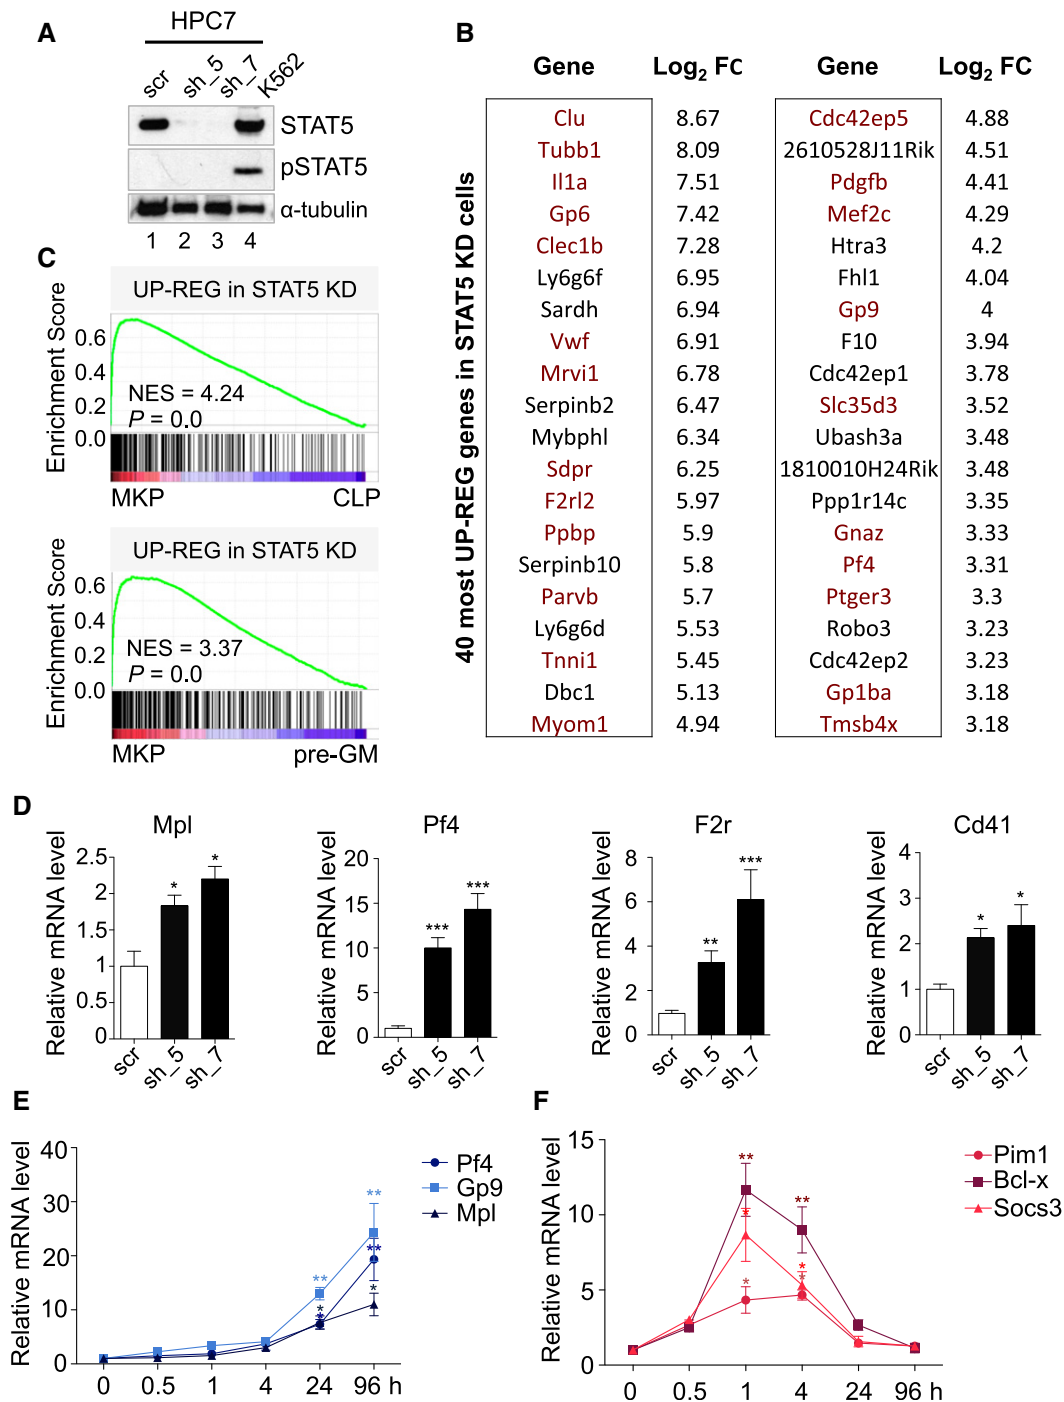 A
HPC7
scr
sh_5
sh_7
K562
STAT5
pSTAT5
α-tubulin
1 2 3 4
B
Gene Log2 FC Gene Log2 FC
40 most UP-REG genes in STAT5 KD cells
Clu 8.67 Cdc42ep5 4.88
Tubb1 8.09 2610528J11Rik 4.51
Il1a 7.51 Pdgfb 4.41
Gp6 7.42 Mef2c 4.29
Clec1b 7.28 Htra3 4.2
Ly6g6f 6.95 Fhl1 4.04
Sardh 6.94 Gp9 4
Vwf 6.91 F10 3.94
Mrvi1 6.78 Cdc42ep1 3.78
Serpinb2 6.47 Slc35d3 3.52
Mybphl 6.34 Ubash3a 3.48
Sdpr 6.25 1810010H24Rik 3.48
F2rl2 5.97 Ppp1r14c 3.35
Ppbp 5.9 Gnaz 3.33
Serpinb10 5.8 Pf4 3.31
Parvb 5.7 Ptger3 3.3
Ly6g6d 5.53 Robo3 3.23
Tnni1 5.45 Cdc42ep2 3.23
Dbc1 5.13 Gp1ba 3.18
Myom1 4.94 Tmsb4x 3.18
C
UP-REG in STAT5 KD
Enrichment Score
0.6
0.4
0.2
0.0
NES = 4.24
P = 0.0
MKP CLP
UP-REG in STAT5 KD
Enrichment Score
0.6
0.4
0.2
0.0
NES = 3.37
P = 0.0
MKP pre-GM
D
Mpl
Relative mRNA level
2.5
2
1.5
1
0.5
0
*
*
scr sh_5 sh_7
Pf4
Relative mRNA level
20
15
10
5
0
***
***
scr sh_5 sh_7
F2r
Relative mRNA level
8
6
4
2
0
**
***
scr sh_5 sh_7
Cd41
Relative mRNA level
4
3
2
1
0
*
*
scr sh_5 sh_7
E
Relative mRNA level
40
30
20
10
0
Pf4
Gp9
Mpl
**
**
**
*
*
*
0 0.5 1 4 24 96 h
F
Relative mRNA level
15
10
5
0
Pim1
Bcl-x
Socs3
**
**
*
*
*
*
0 0.5 1 4 24 96 h